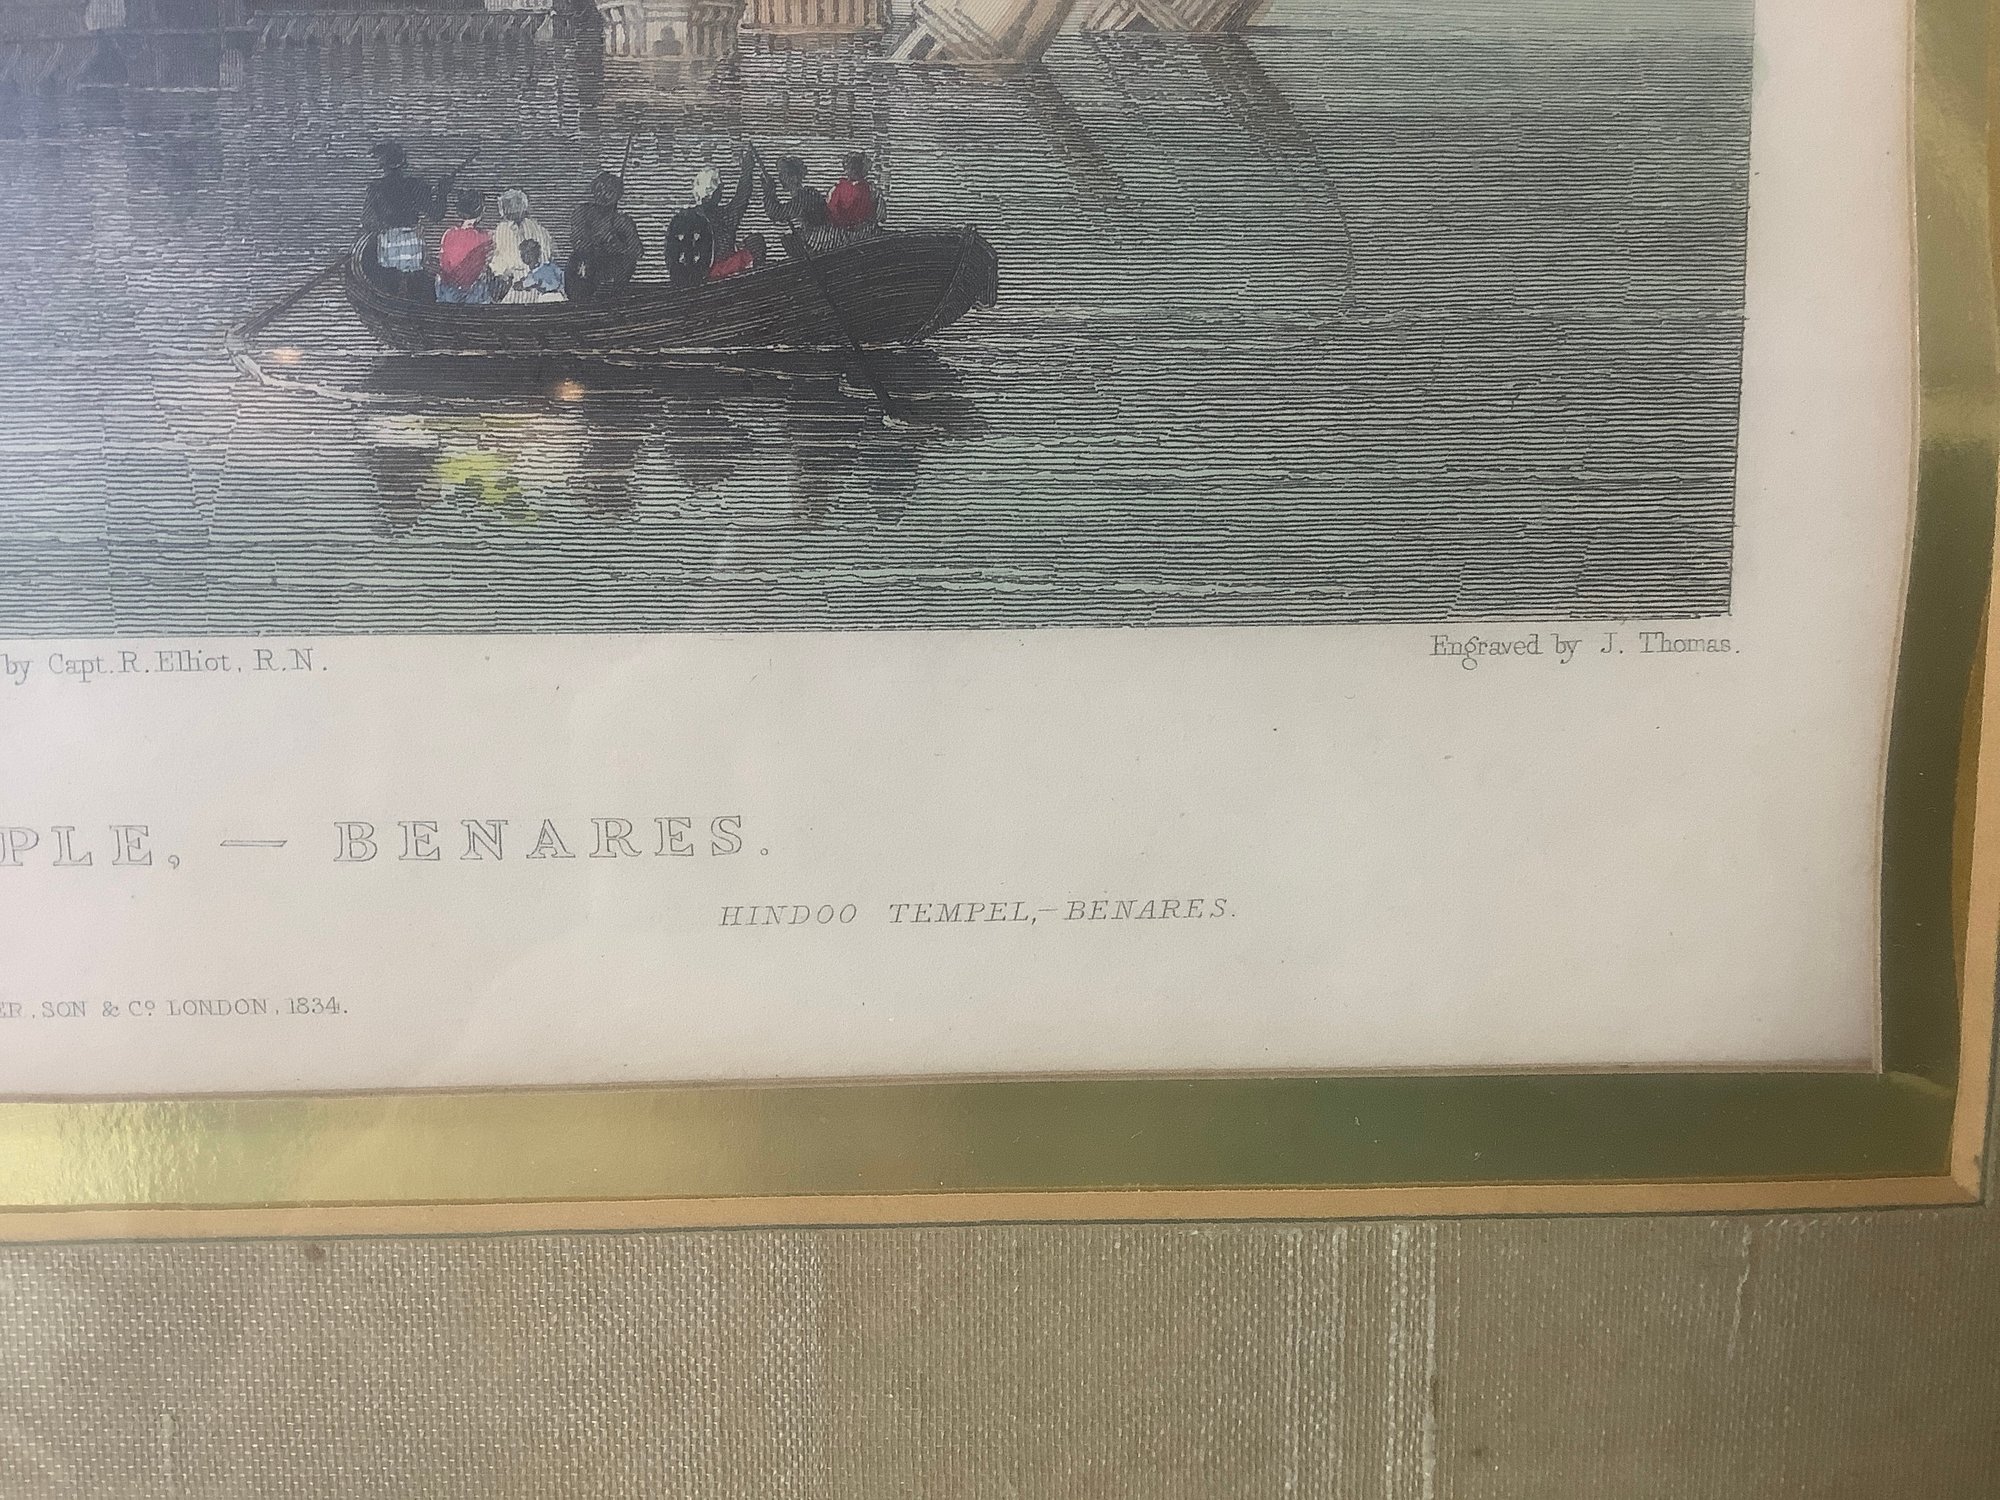 by Capt. R. Elliot, R.N.
Engraved by J. Thomas.
PLE, — BENARES.
HINDOO TEMPEL,—BENARES.
ER, SON & Cº LONDON, 1834.